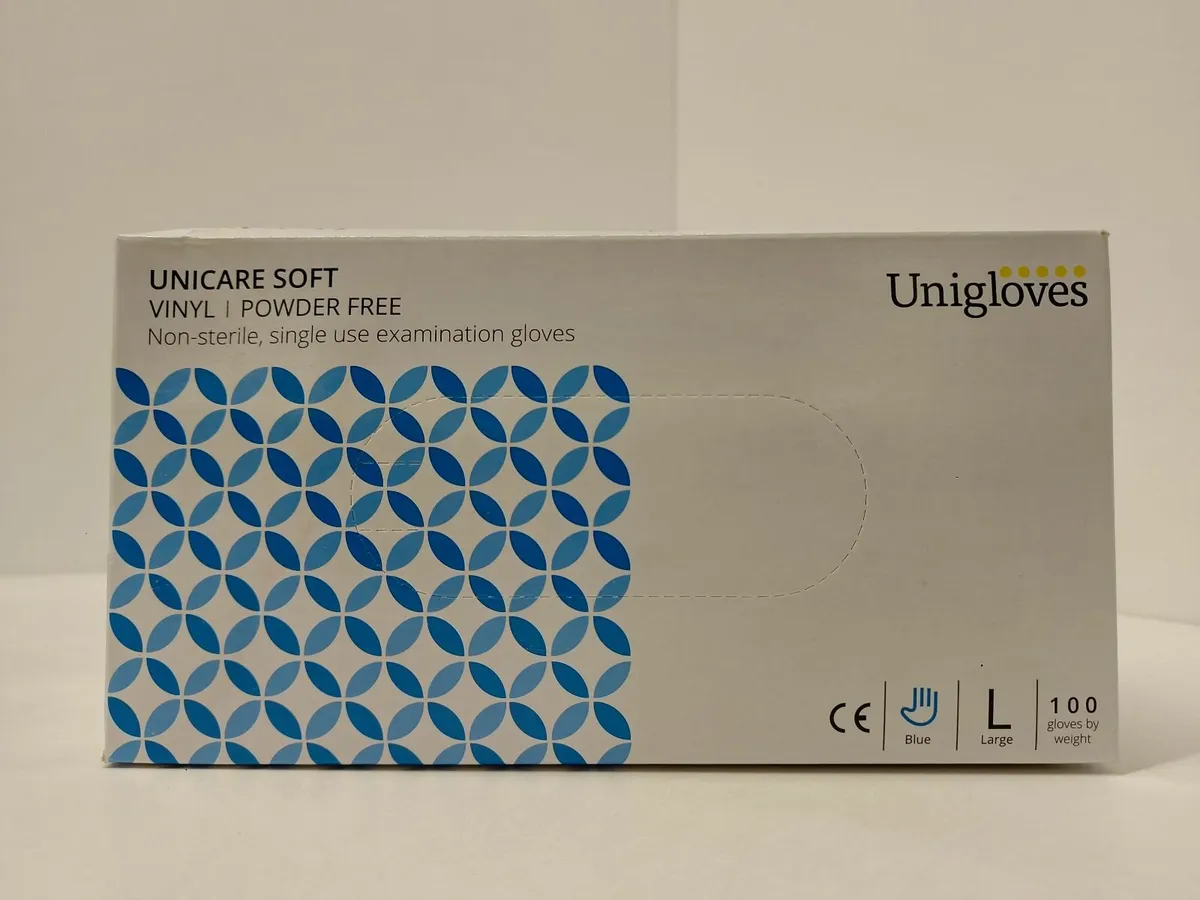 UNICARE SOFT
VINYL | POWDER FREE
Non-sterile, single use examination gloves
Unigloves
CE
Blue
L
Large
100
gloves by
weight